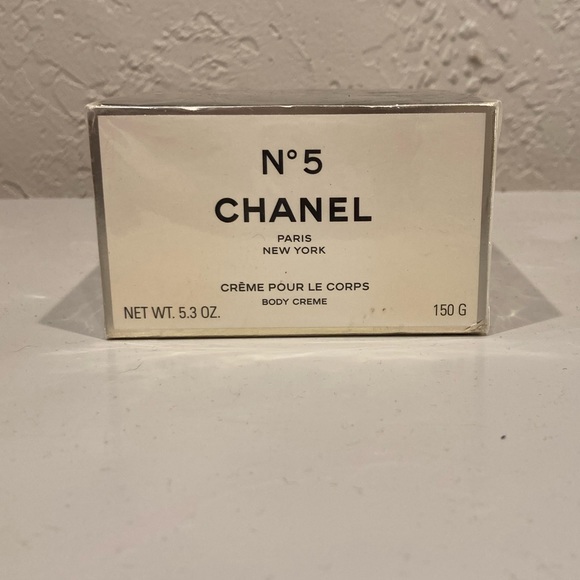 N°5
CHANEL
PARIS
NEW YORK
CRÈME POUR LE CORPS
BODY CREME
NET WT. 5.3 OZ. 150 G